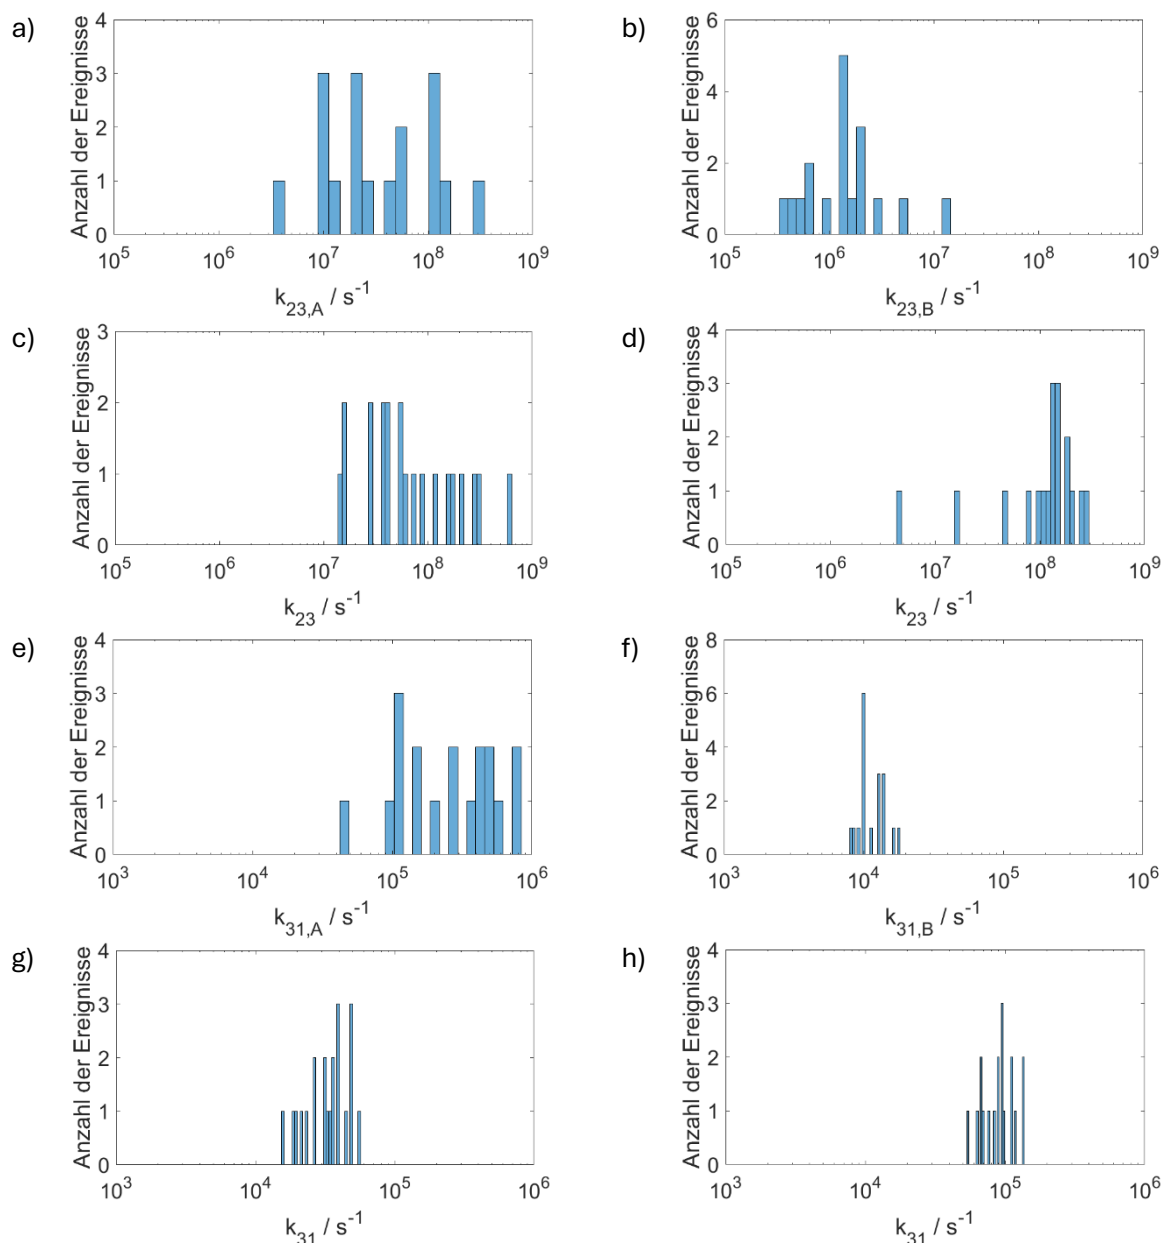 a)
Anzahl der Ereignisse
4
3
2
1
0
10^5 10^6 10^7 10^8 10^9
k_23,A / s^-1
b)
Anzahl der Ereignisse
6
4
2
0
10^5 10^6 10^7 10^8 10^9
k_23,B / s^-1
c)
Anzahl der Ereignisse
3
2
1
0
10^5 10^6 10^7 10^8 10^9
k_23 / s^-1
d)
Anzahl der Ereignisse
4
3
2
1
0
10^5 10^6 10^7 10^8 10^9
k_23 / s^-1
e)
Anzahl der Ereignisse
4
3
2
1
0
10^3 10^4 10^5 10^6
k_31,A / s^-1
f)
Anzahl der Ereignisse
8
6
4
2
0
10^3 10^4 10^5 10^6
k_31,B / s^-1
g)
Anzahl der Ereignisse
4
3
2
1
0
10^3 10^4 10^5 10^6
k_31 / s^-1
h)
Anzahl der Ereignisse
4
3
2
1
0
10^3 10^4 10^5 10^6
k_31 / s^-1